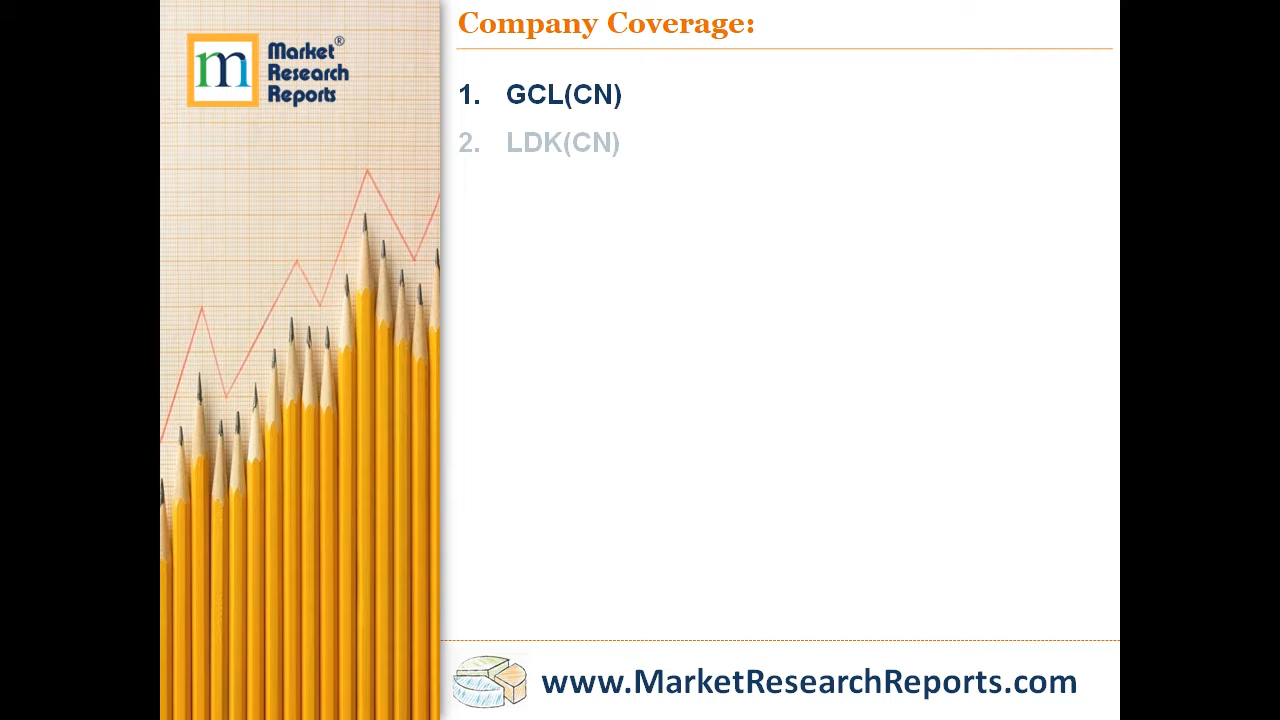 Market®
Research
Reports
m
Company Coverage:
1. GCL(CN)
2. LDK(CN)
www.MarketResearchReports.com